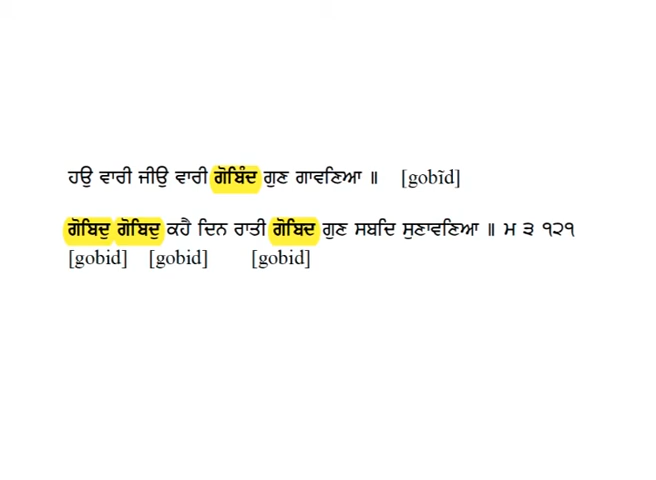 ਹਉ ਵਾਰੀ ਜੀਉ ਵਾਰੀ ਗੋਬਿੰਦ ਗੁਣ ਗਾਵਣਿਆ ॥ [gobĩd]
ਗੋਬਿਦੁ ਗੋਬਿਦੁ ਕਹੈ ਦਿਨ ਰਾਤੀ ਗੋਬਿਦ ਗੁਣ ਸਬਦਿ ਸੁਣਾਵਣਿਆ ॥ ਮ ੩ ੧੨੧
[gobid] [gobid] [gobid]